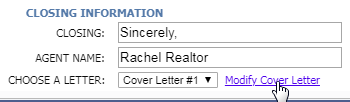 CLOSING INFORMATION
CLOSING: Sincerely,
AGENT NAME: Rachel Realtor
CHOOSE A LETTER: Cover Letter #1 Modify Cover Letter